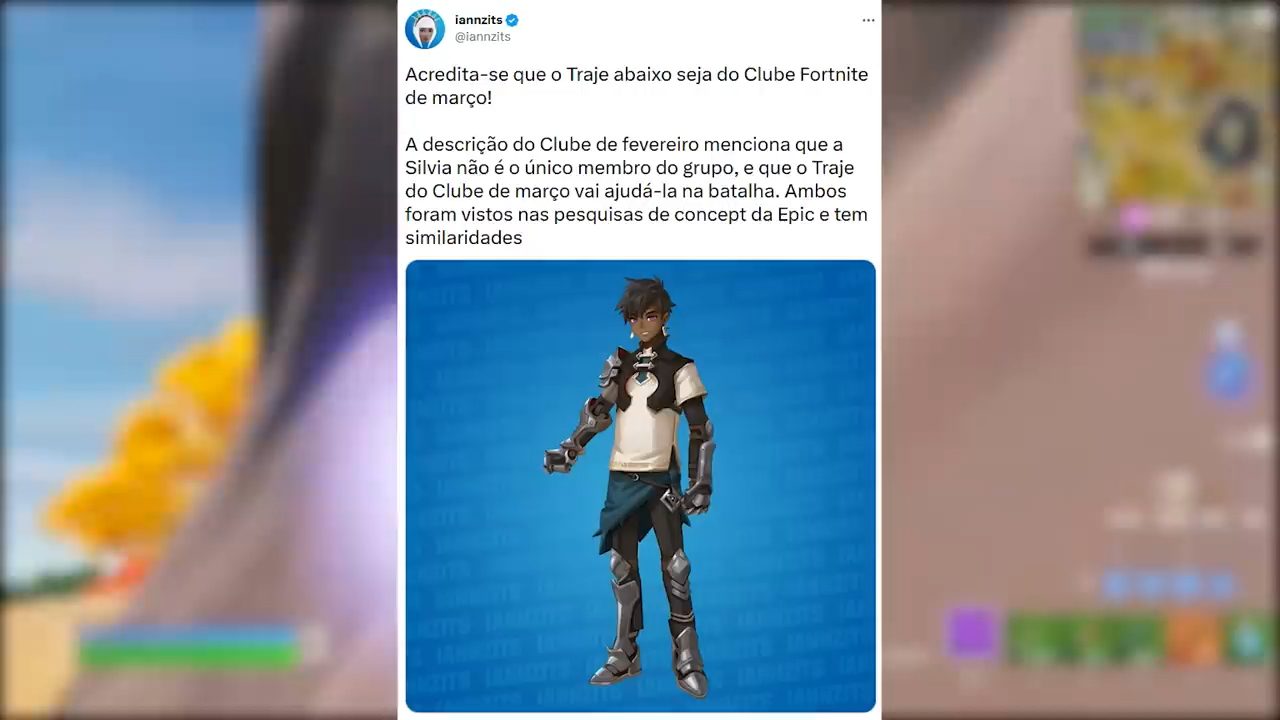 iannzits
@iannzits
Acredita-se que o Traje abaixo seja do Clube Fortnite
de março!
A descrição do Clube de fevereiro menciona que a
Silvia não é o único membro do grupo, e que o Traje
do Clube de março vai ajudá-la na batalha. Ambos
foram vistos nas pesquisas de concept da Epic e tem
similaridades